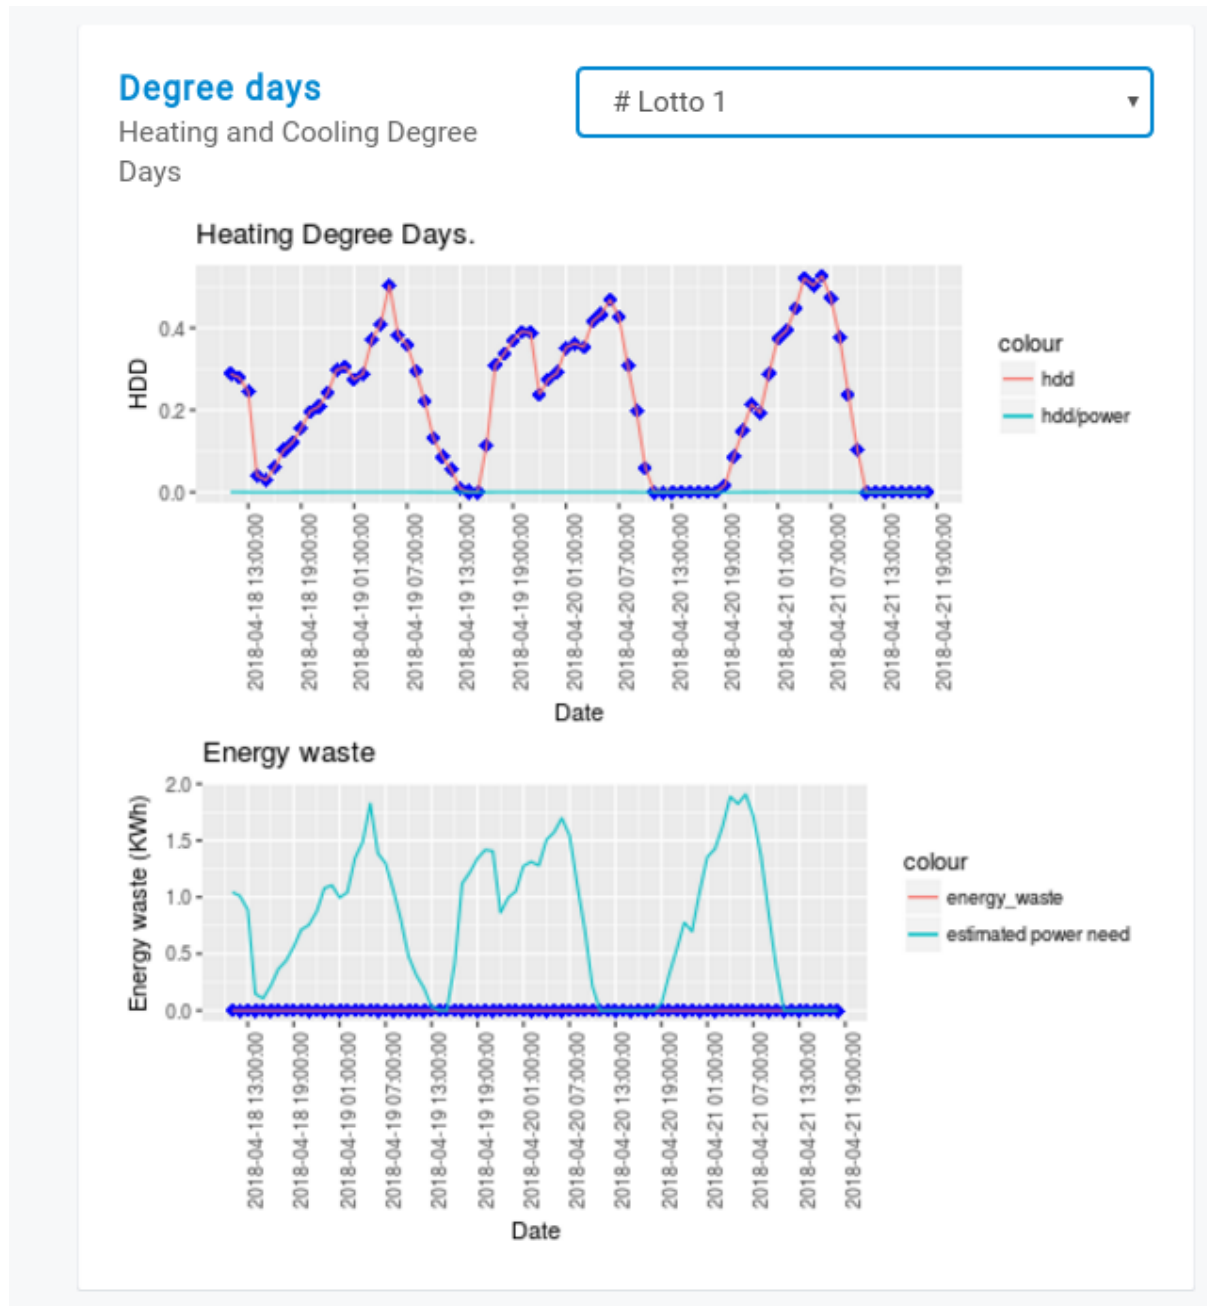 Degree days
# Lotto 1
▼
Heating and Cooling Degree
Days
Heating Degree Days.
HDD
0.4
0.2
0.0
2018-04-18 13:00:00
2018-04-18 19:00:00
2018-04-19 01:00:00
2018-04-19 07:00:00
2018-04-19 13:00:00
2018-04-19 19:00:00
2018-04-20 01:00:00
2018-04-20 07:00:00
2018-04-20 13:00:00
2018-04-20 19:00:00
2018-04-21 01:00:00
2018-04-21 07:00:00
2018-04-21 13:00:00
2018-04-21 19:00:00
Date
colour
hdd
hdd/power
Energy waste
Energy waste (KWh)
2.0
1.5
1.0
0.5
0.0
2018-04-18 13:00:00
2018-04-18 19:00:00
2018-04-19 01:00:00
2018-04-19 07:00:00
2018-04-19 13:00:00
2018-04-19 19:00:00
2018-04-20 01:00:00
2018-04-20 07:00:00
2018-04-20 13:00:00
2018-04-20 19:00:00
2018-04-21 01:00:00
2018-04-21 07:00:00
2018-04-21 13:00:00
2018-04-21 19:00:00
Date
colour
energy_waste
estimated power need